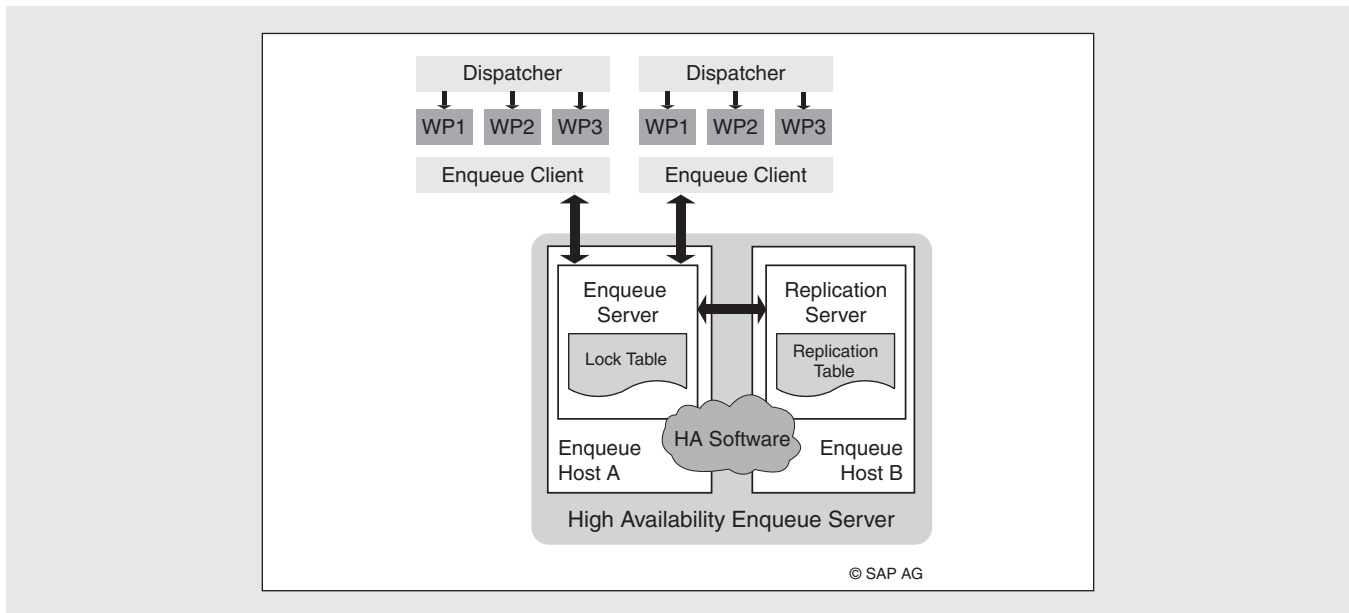 Dispatcher
Dispatcher
WP1 WP2 WP3
WP1 WP2 WP3
Enqueue Client
Enqueue Client
Enqueue
Server
Lock Table
Replication
Server
Replication
Table
HA Software
Enqueue
Host A
Enqueue
Host B
High Availability Enqueue Server
© SAP AG